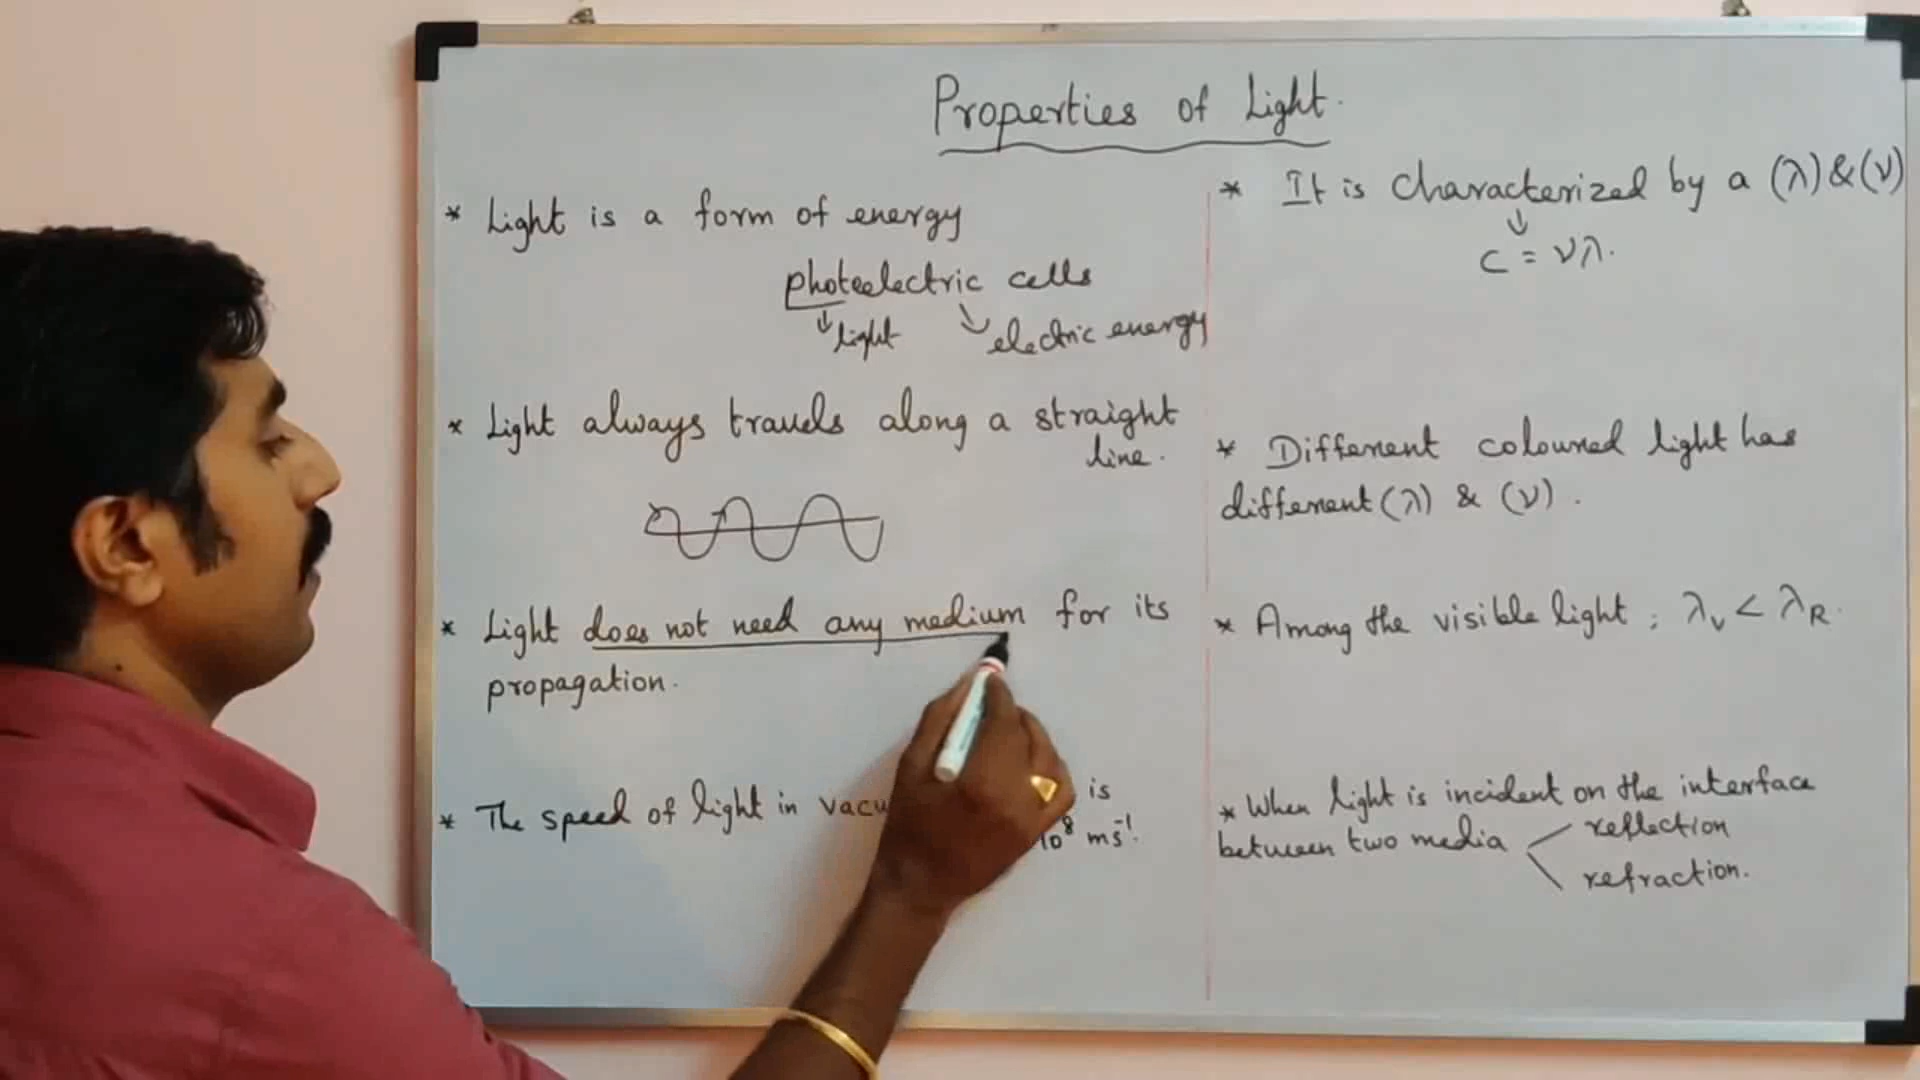 Properties of Light.
* Light is a form of energy
photoelectric cells
light electric energy
* Light always travels along a straight
line.
* Light does not need any medium for its
propagation.
* The speed of light in is
10⁸ ms⁻¹.
* It is characterized by a (λ) & (ν)
c = νλ.
* Different coloured light has
different (λ) & (ν).
* Among the visible light ; λᵥ < λ_R.
* When light is incident on the interface
between two media reflection
refraction.